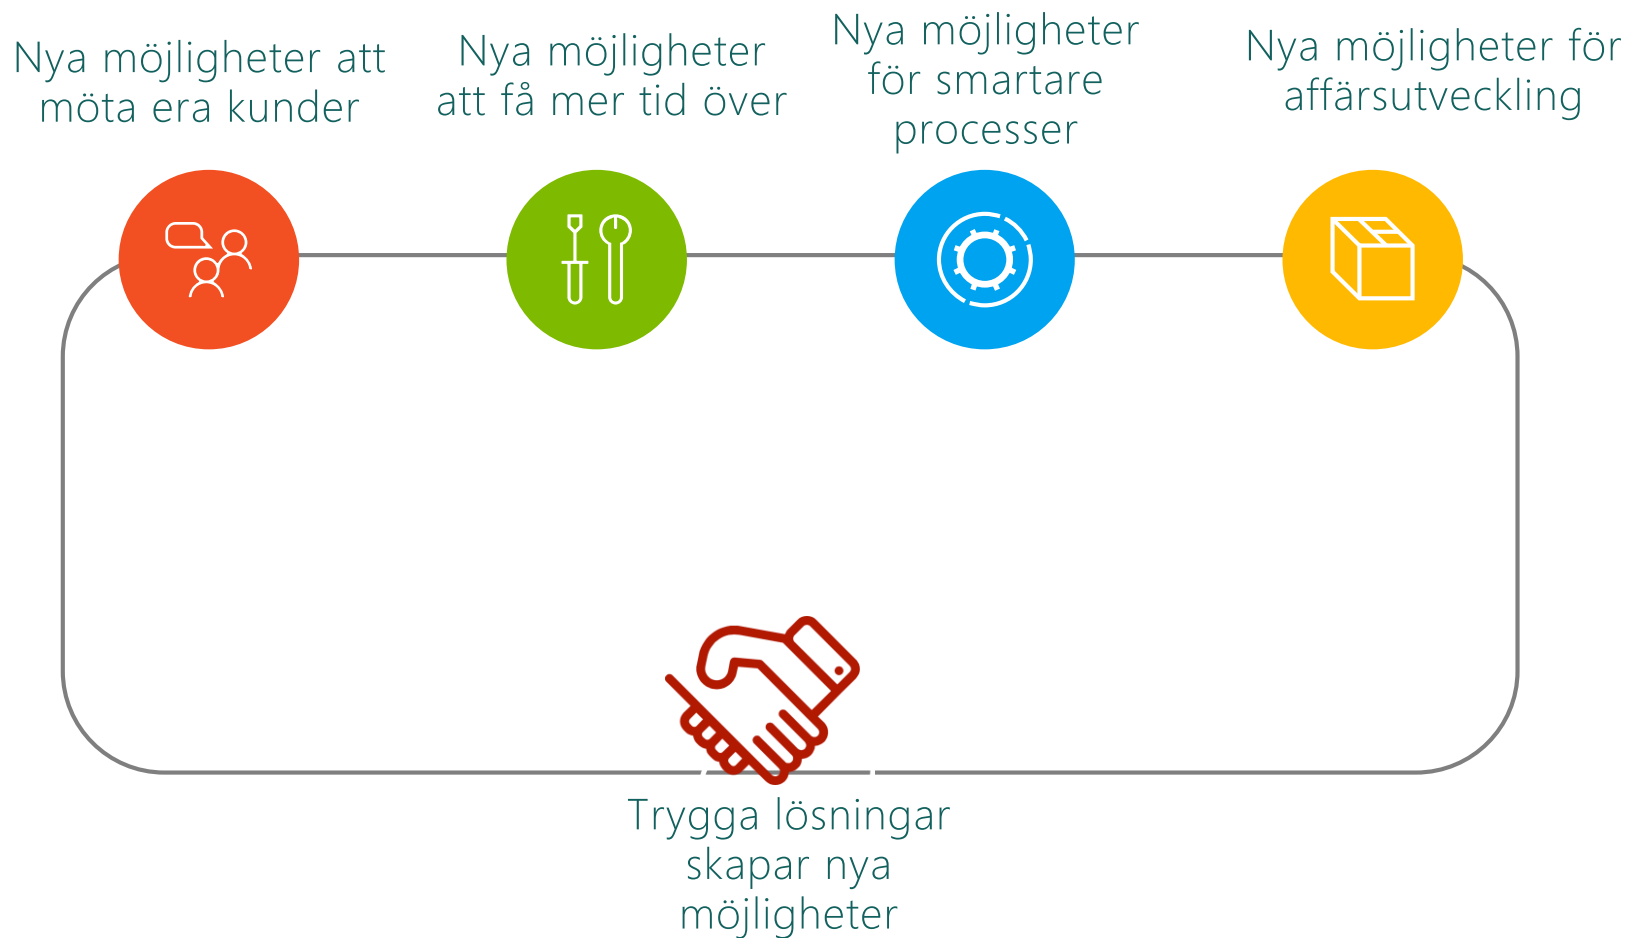 Nya möjligheter att
möta era kunder
Nya möjligheter
att få mer tid över
Nya möjligheter
för smartare
processer
Nya möjligheter för
affärsutveckling
Trygga lösningar
skapar nya
möjligheter